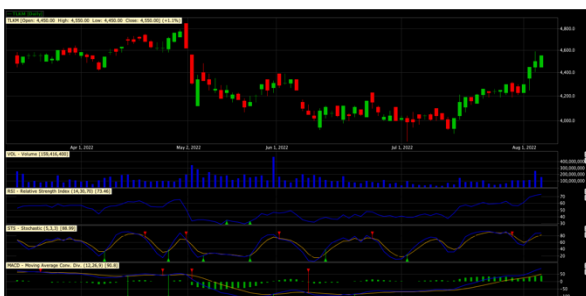 TLKM [Daily]
TLKM [Open: 4,450.00 High: 4,550.00 Low: 4,450.00 Close: 4,550.00] (+1.1%)
4,800.0
4,600.0
4,400.0
4,200.0
4,000.0
Apr 1, 2022 May 2, 2022 Jun 1, 2022 Jul 1, 2022 Aug 1, 2022
VOL - Volume [159,416,400]
400,000,000
300,000,000
200,000,000
100,000,000
RSI - Relative Strength Index (14,30,70) [73.46]
70
50
30
STS - Stochastic (5,3,3) [88.99]
80
60
40
20
MACD - Moving Average Conv. Div. (12,26,9) [90.8]
50
0